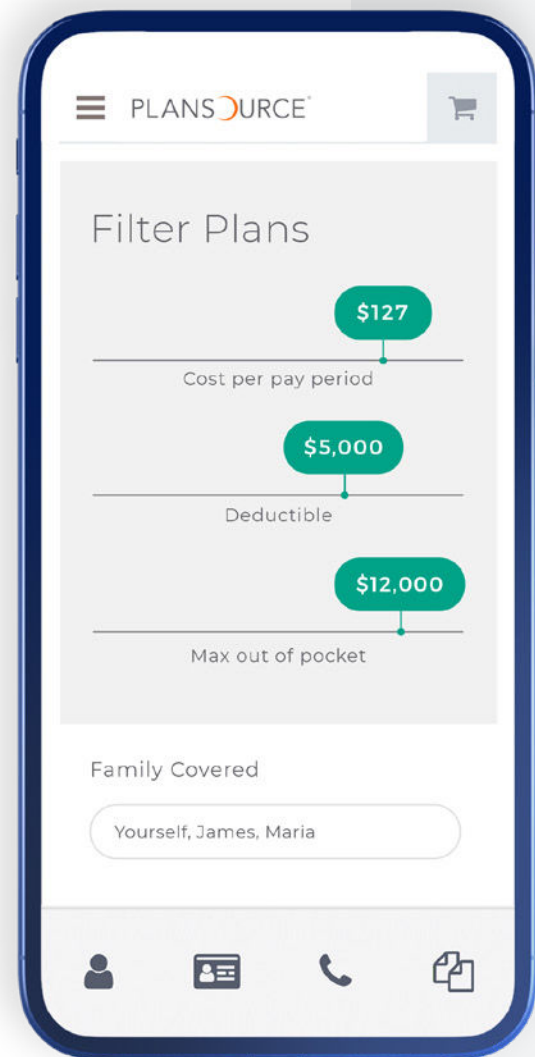 PLANSOURCE
Filter Plans
$127
Cost per pay period
$5,000
Deductible
$12,000
Max out of pocket
Family Covered
Yourself, James, Maria